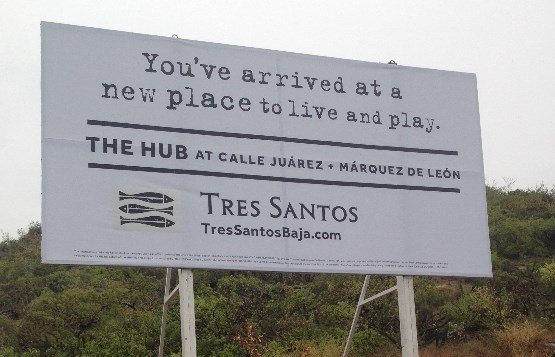 You've arrived at a
new place to live and play.
THE HUB AT CALLE JUÁREZ + MÁRQUEZ DE LEÓN
TRES SANTOS
TresSantosBaja.com